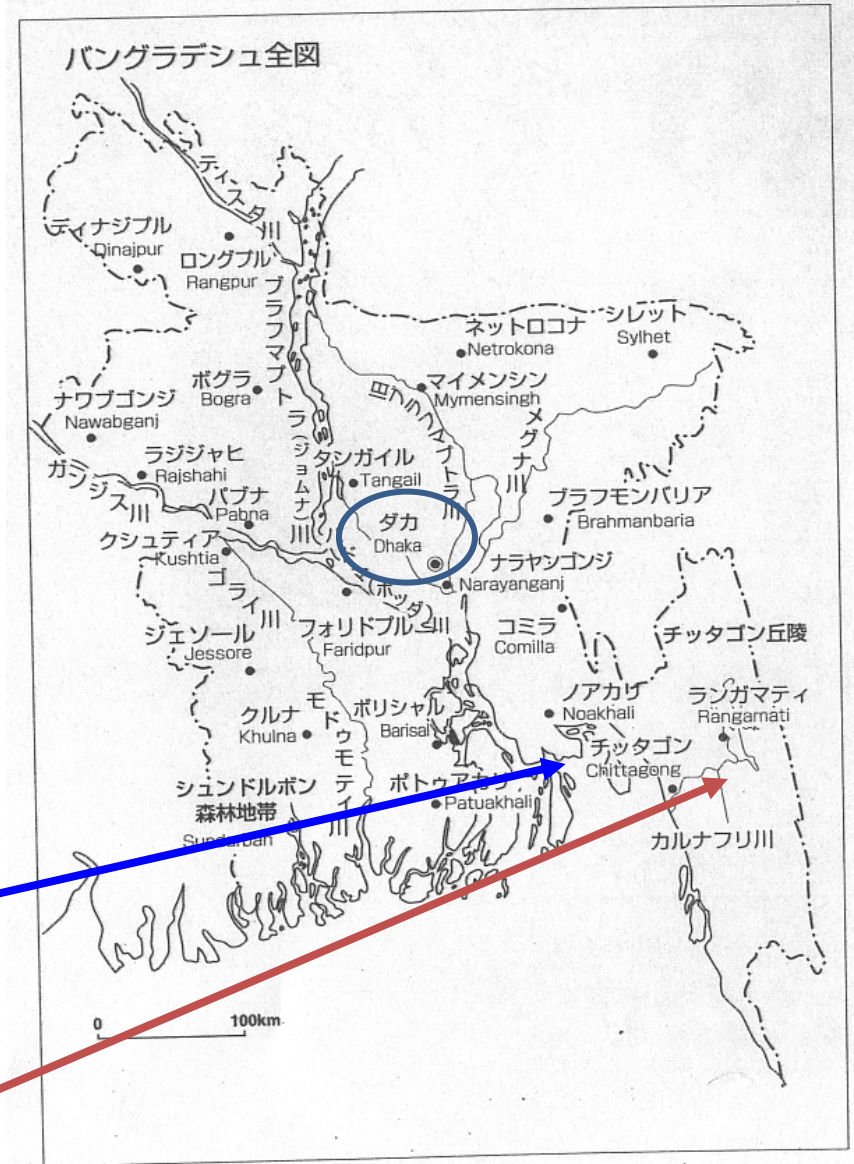 バングラデシュ全図
ティスタ川
ディナジプル
Dinajpur
ロングプル
Rangpur
ブラフマプトラ(ジョムナ)川
ネットロコナ
Netrokona
シレット
Sylhet
ボグラ
Bogra
旧ブラフマプトラ川
マイメンシン
Mymensingh
メグナ川
ナワブゴンジ
Nawabganj
ガンジス川
ラジシャヒ
Rajshahi
タンガイル
Tangail
パブナ
Pabna
ダカ
Dhaka
ブラフモンバリア
Brahmanbaria
クシュティア
Kushtia
ナラヤンゴンジ
Narayanganj
ゴライ川
フォリドプル
Faridpur
コミラ
Comilla
チッタゴン丘陵
ジェソール
Jessore
ノアカリ
Noakhali
ランガマティ
Rangamati
クルナ
Khulna
モドゥモティ川
ボリシャル
Barisal
チッタゴン
Chittagong
シュンドルボン
森林地帯
Sundarban
ポトゥアカリ
Patuakhali
カルナフリ川
0 100km